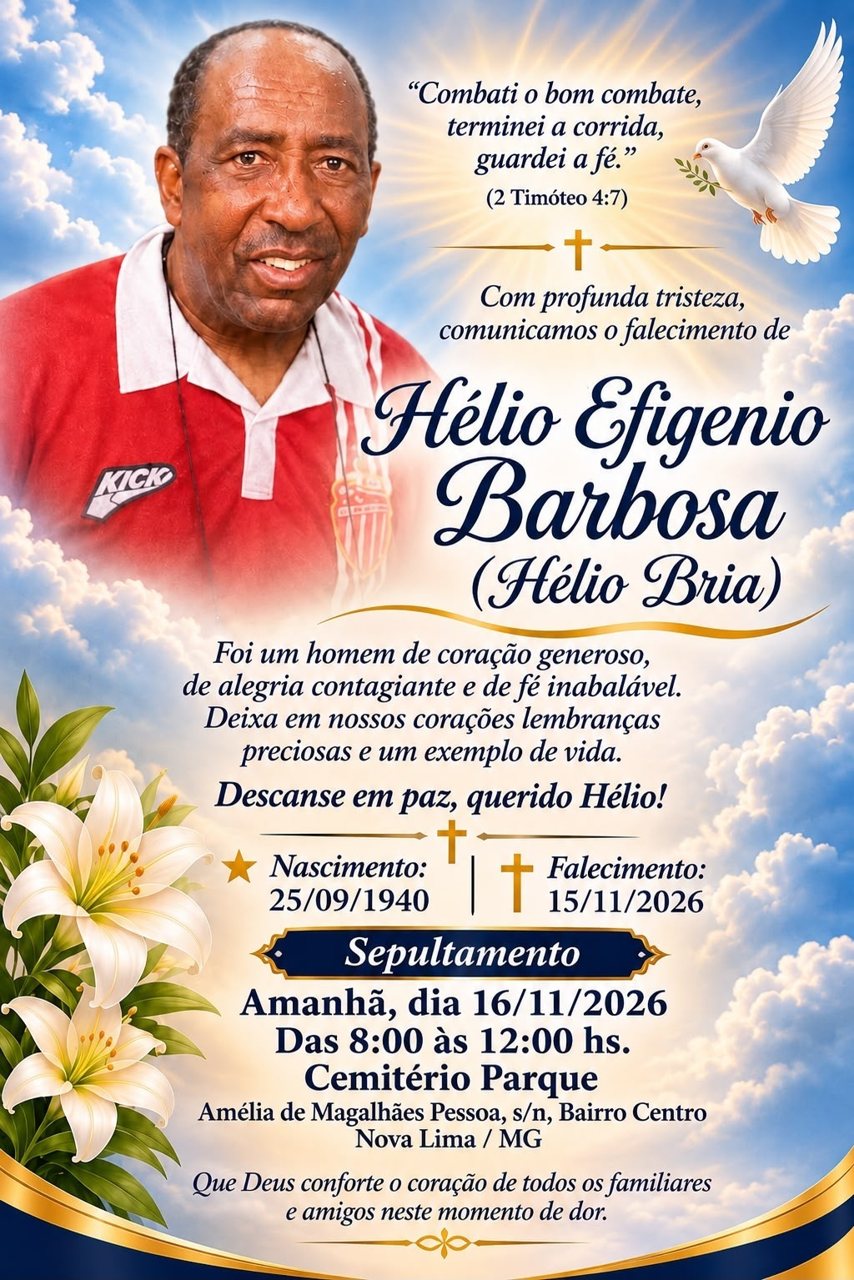 “Combati o bom combate,
terminei a corrida,
guardei a fé.”
(2 Timóteo 4:7)
Com profunda tristeza,
comunicamos o falecimento de
Hélio Efigenio
Barbosa
(Hélio Bria)
KICK
Foi um homem de coração generoso,
de alegria contagiante e de fé inabalável.
Deixa em nossos corações lembranças
preciosas e um exemplo de vida.
Descanse em paz, querido Hélio!
Nascimento:
25/09/1940
Falecimento:
15/11/2026
Sepultamento
Amanhã, dia 16/11/2026
Das 8:00 às 12:00 hs.
Cemitério Parque
Amélia de Magalhães Pessoa, s/n, Bairro Centro
Nova Lima / MG
Que Deus conforte o coração de todos os familiares
e amigos neste momento de dor.